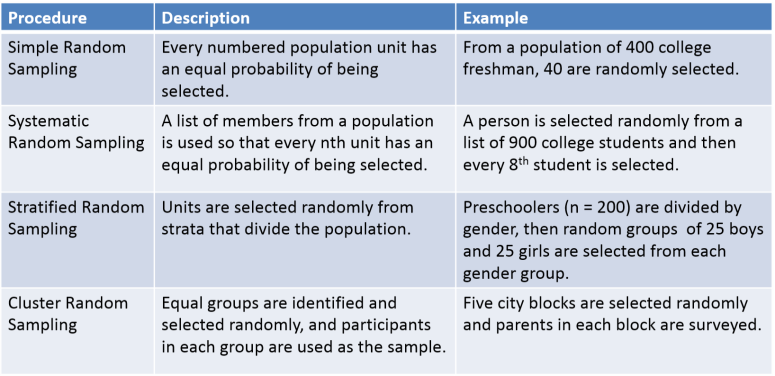 Procedure
Description
Example
Simple Random
Sampling
Every numbered population unit has
an equal probability of being
selected.
From a population of 400 college
freshman, 40 are randomly selected.
Systematic
Random Sampling
A list of members from a population
is used so that every nth unit has an
equal probability of being selected.
A person is selected randomly from a
list of 900 college students and then
every 8th student is selected.
Stratified Random
Sampling
Units are selected randomly from
strata that divide the population.
Preschoolers (n = 200) are divided by
gender, then random groups of 25 boys
and 25 girls are selected from each
gender group.
Cluster Random
Sampling
Equal groups are identified and
selected randomly, and participants
in each group are used as the sample.
Five city blocks are selected randomly
and parents in each block are surveyed.